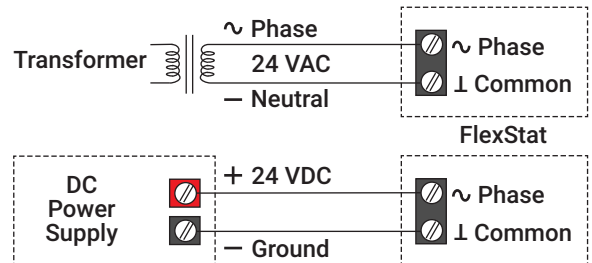 ∿ Phase
Transformer
24 VAC
− Neutral
∿ Phase
⊥ Common
FlexStat
DC
Power
Supply
+ 24 VDC
− Ground
∿ Phase
⊥ Common